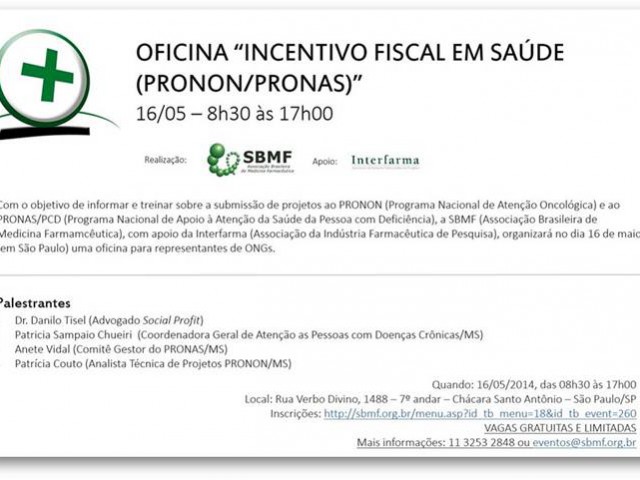 OFICINA “INCENTIVO FISCAL EM SAÚDE
(PRONON/PRONAS)”
16/05 – 8h30 às 17h00
Realização: SBMF Apoio: Interfarma
Associação Brasileira
de Medicina Farmacêutica
Com o objetivo de informar e treinar sobre a submissão de projetos ao PRONON (Programa Nacional de Atenção Oncológica) e ao
PRONAS/PCD (Programa Nacional de Apoio à Atenção da Saúde da Pessoa com Deficiência), a SBMF (Associação Brasileira de
Medicina Farmamcêutica), com apoio da Interfarma (Associação da Indústria Farmacêutica de Pesquisa), organizará no dia 16 de maio
(em São Paulo) uma oficina para representantes de ONGs.
Palestrantes
Dr. Danilo Tisel (Advogado Social Profit)
Patricia Sampaio Chueiri (Coordenadora Geral de Atenção as Pessoas com Doenças Crônicas/MS)
Anete Vidal (Comitê Gestor do PRONAS/MS)
Patrícia Couto (Analista Técnica de Projetos PRONON/MS)
Quando: 16/05/2014, das 08h30 às 17h00
Local: Rua Verbo Divino, 1488 – 7º andar – Chácara Santo Antônio – São Paulo/SP
Inscrições: http://sbmf.org.br/menu.asp?id_tb_menu=18&id_tb_event=260
VAGAS GRATUITAS E LIMITADAS
Mais informações: 11 3253 2848 ou eventos@sbmf.org.br